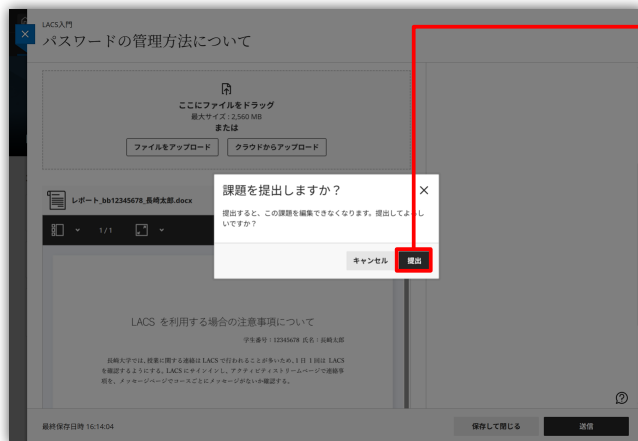 LACS入門
パスワードの管理方法について
ここにファイルをドラッグ
最大サイズ : 2,560 MB
または
ファイルをアップロード
クラウドからアップロード
レポート_bb12345678_長崎太郎.docx
1/1
課題を提出しますか？
提出すると、この課題を編集できなくなります。提出してよろしいですか？
キャンセル
提出
LACS を利用する場合の注意事項について
学生番号：12345678 氏名：長崎太郎
長崎大学では、授業に関する連絡は LACS で行われることが多いため、1 日 1 回は LACS
を確認するようにする。LACS にサインインし、アクティビティストリームページで連絡事
項を、メッセージページでコースごとにメッセージがないか確認する。
最終保存日時 16:14:04
保存して閉じる
送信